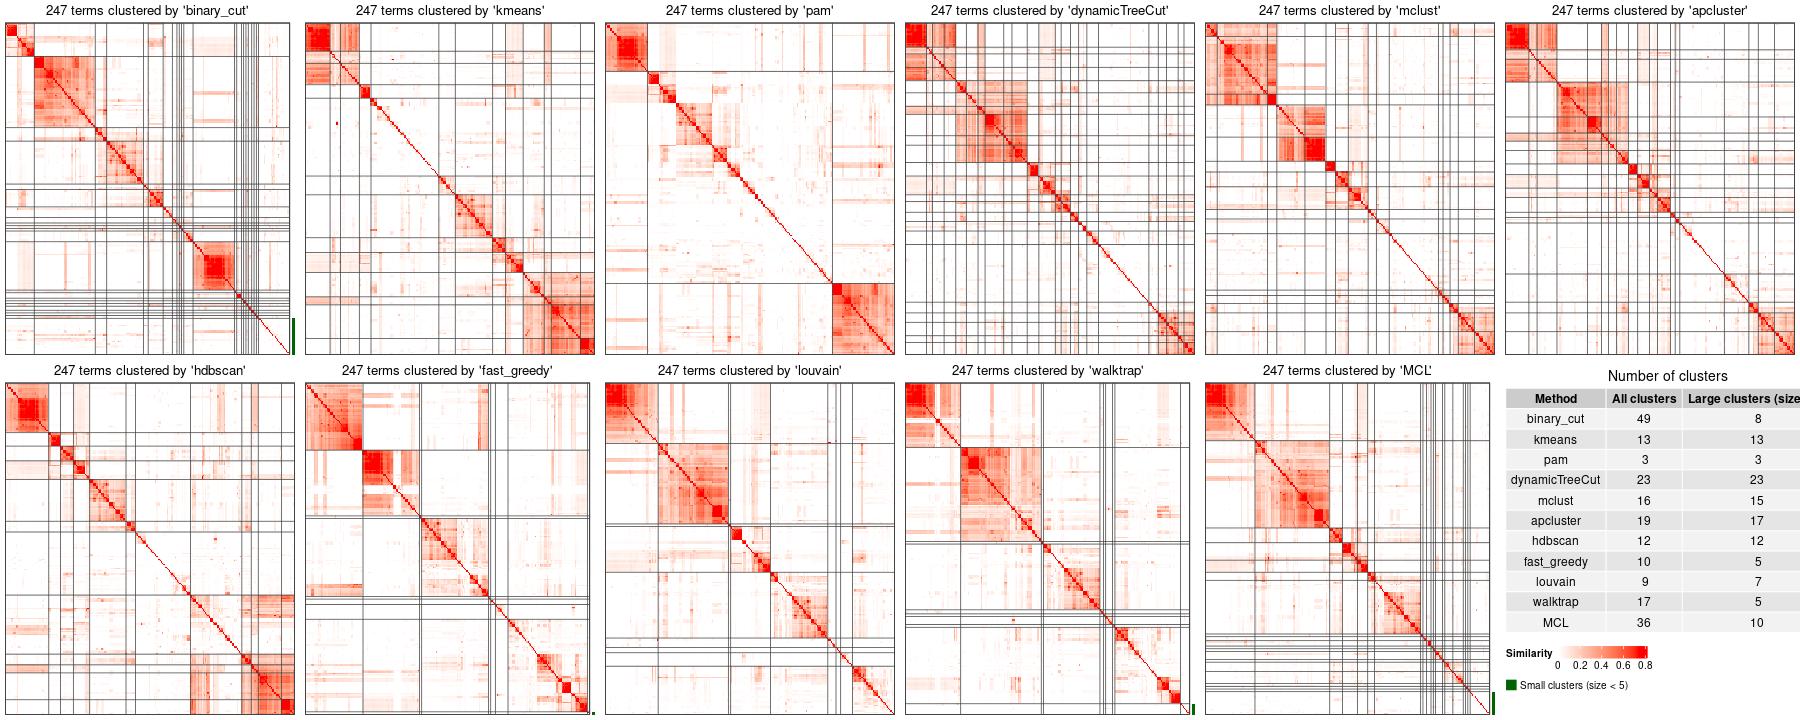 247 terms clustered by 'binary_cut'
247 terms clustered by 'kmeans'
247 terms clustered by 'pam'
247 terms clustered by 'dynamicTreeCut'
247 terms clustered by 'mclust'
247 terms clustered by 'apcluster'
247 terms clustered by 'hdbscan'
247 terms clustered by 'fast_greedy'
247 terms clustered by 'louvain'
247 terms clustered by 'walktrap'
247 terms clustered by 'MCL'
Number of clusters
Method All clusters Large clusters (size
binary_cut 49 8
kmeans 13 13
pam 3 3
dynamicTreeCut 23 23
mclust 16 15
apcluster 19 17
hdbscan 12 12
fast_greedy 10 5
louvain 9 7
walktrap 17 5
MCL 36 10
Similarity
0 0.2 0.4 0.6 0.8
Small clusters (size < 5)